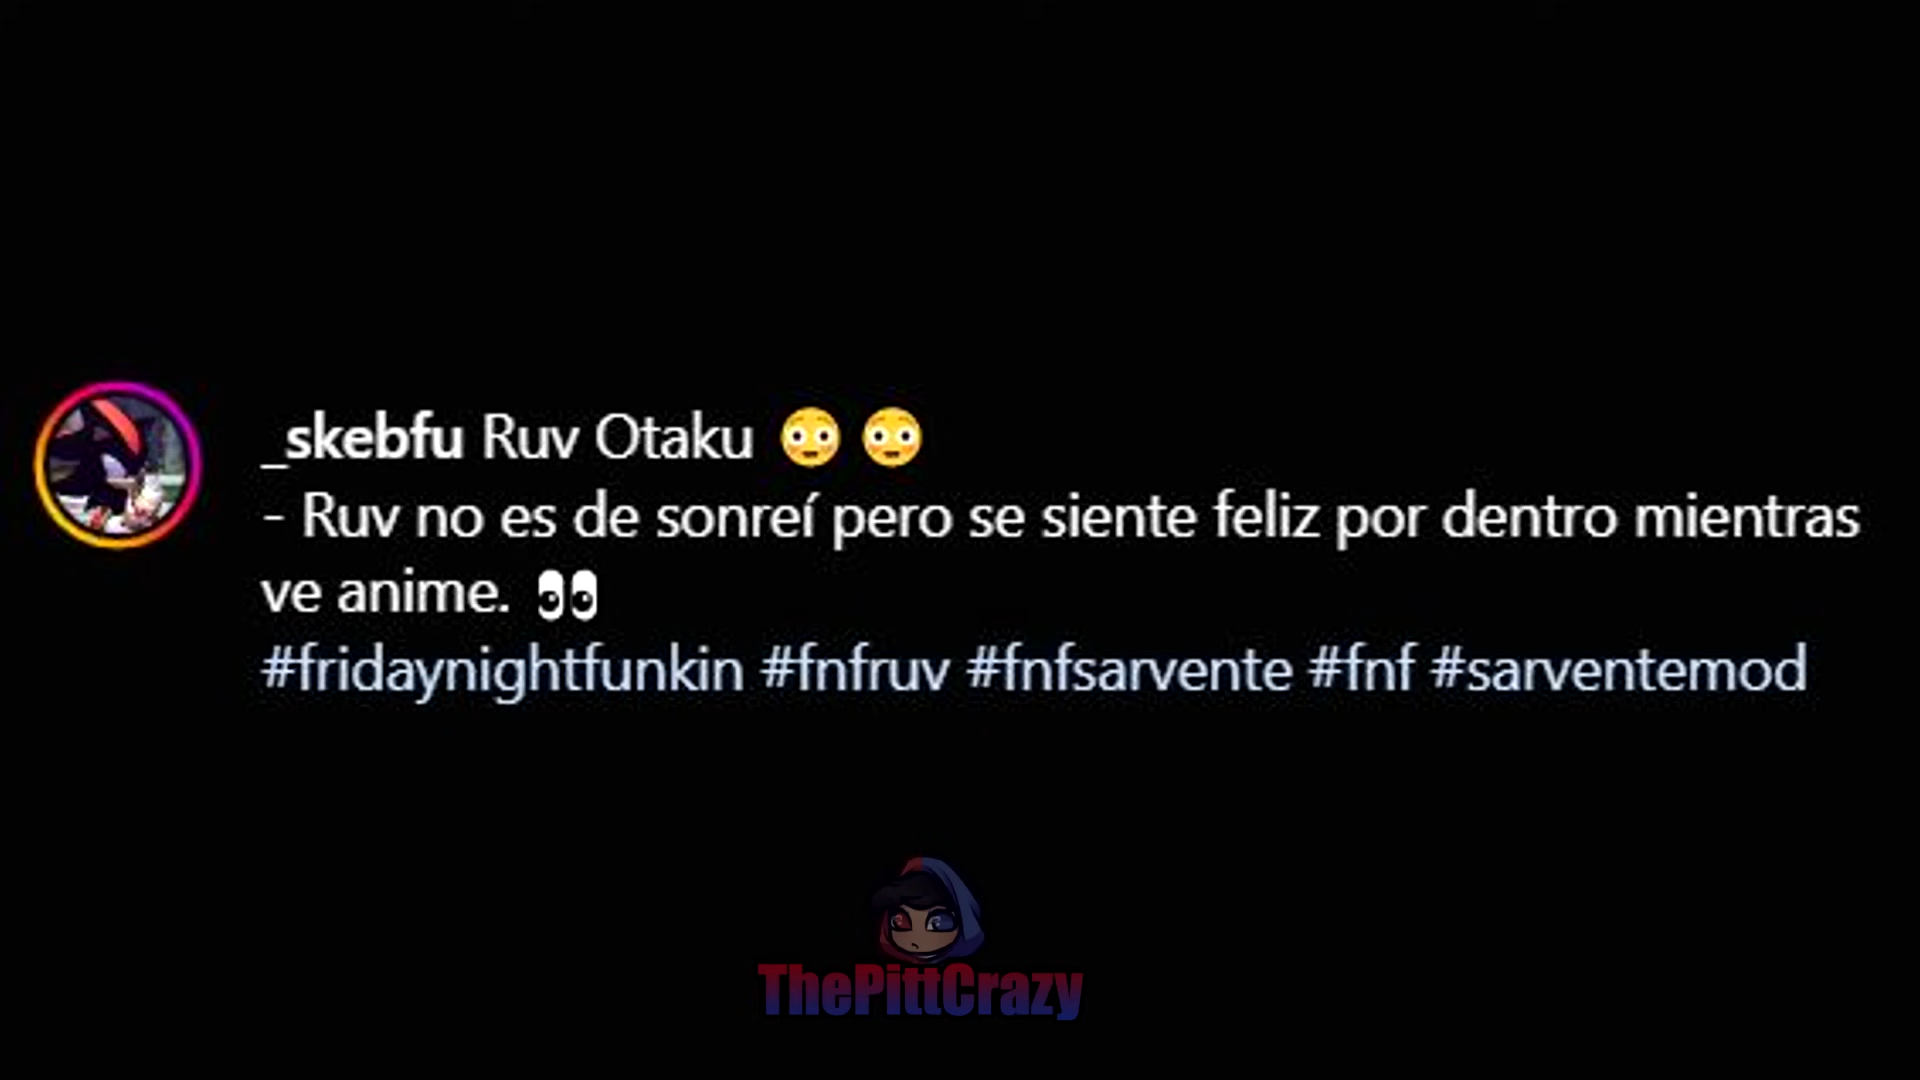 _skebfu Ruv Otaku 😳 😳
- Ruv no es de sonreí pero se siente feliz por dentro mientras
ve anime. 👀
#fridaynightfunkin #fnfruv #fnfsarvente #fnf #sarventemod
ThePittCrazy